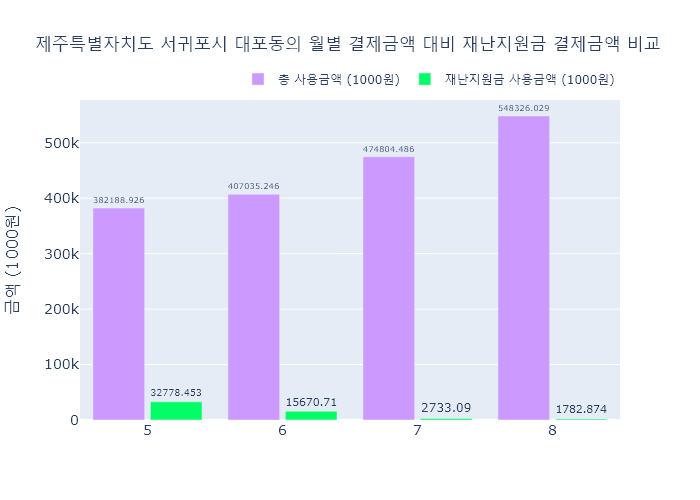 제주특별자치도 서귀포시 대포동의 월별 결제금액 대비 재난지원금 결제금액 비교
총 사용금액 (1000원) 재난지원금 사용금액 (1000원)
548326.029
500k
474804.486
400k
407035.246
382188.926
300k
금액 (1000원)
200k
100k
32778.453
15670.71
2733.09
1782.874
0
5 6 7 8